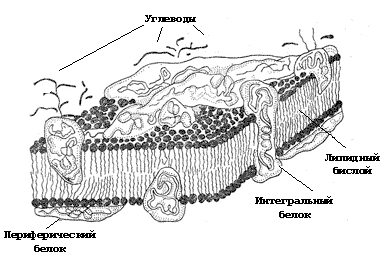 Углеводы
Липидный
бислой
Интегральный
белок
Периферический
белок